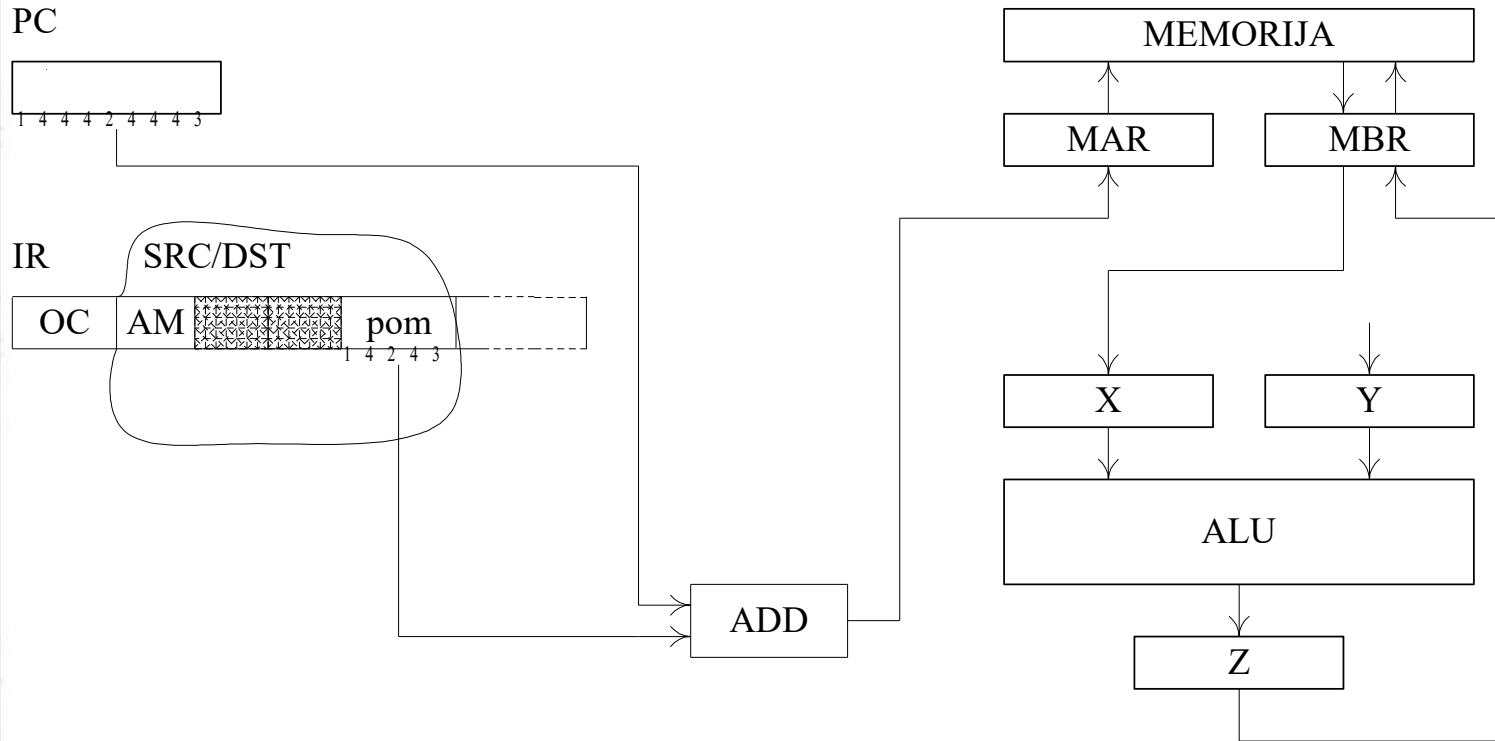 PC
1 4 4 4 2 4 4 4 3
IR
SRC/DST
OC AM pom
1 4 2 4 3
ADD
MEMORIJA
MAR MBR
X Y
ALU
Z